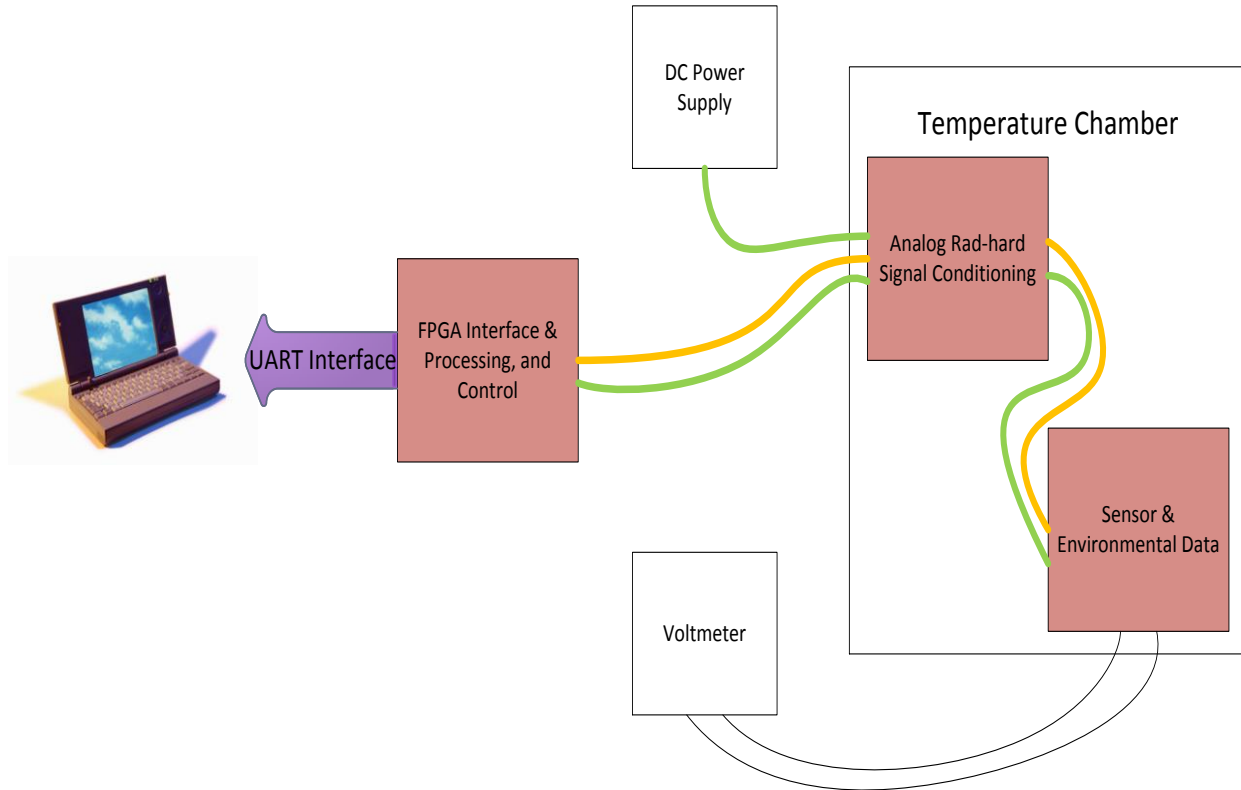 DC Power
Supply
Temperature Chamber
Analog Rad-hard
Signal Conditioning
UART Interface
FPGA Interface &
Processing, and
Control
Sensor &
Environmental Data
Voltmeter